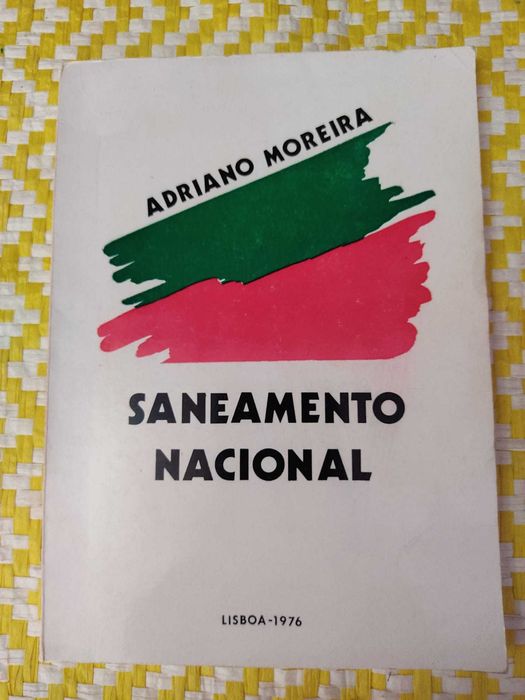 ADRIANO MOREIRA
SANEAMENTO
NACIONAL
LISBOA-1976